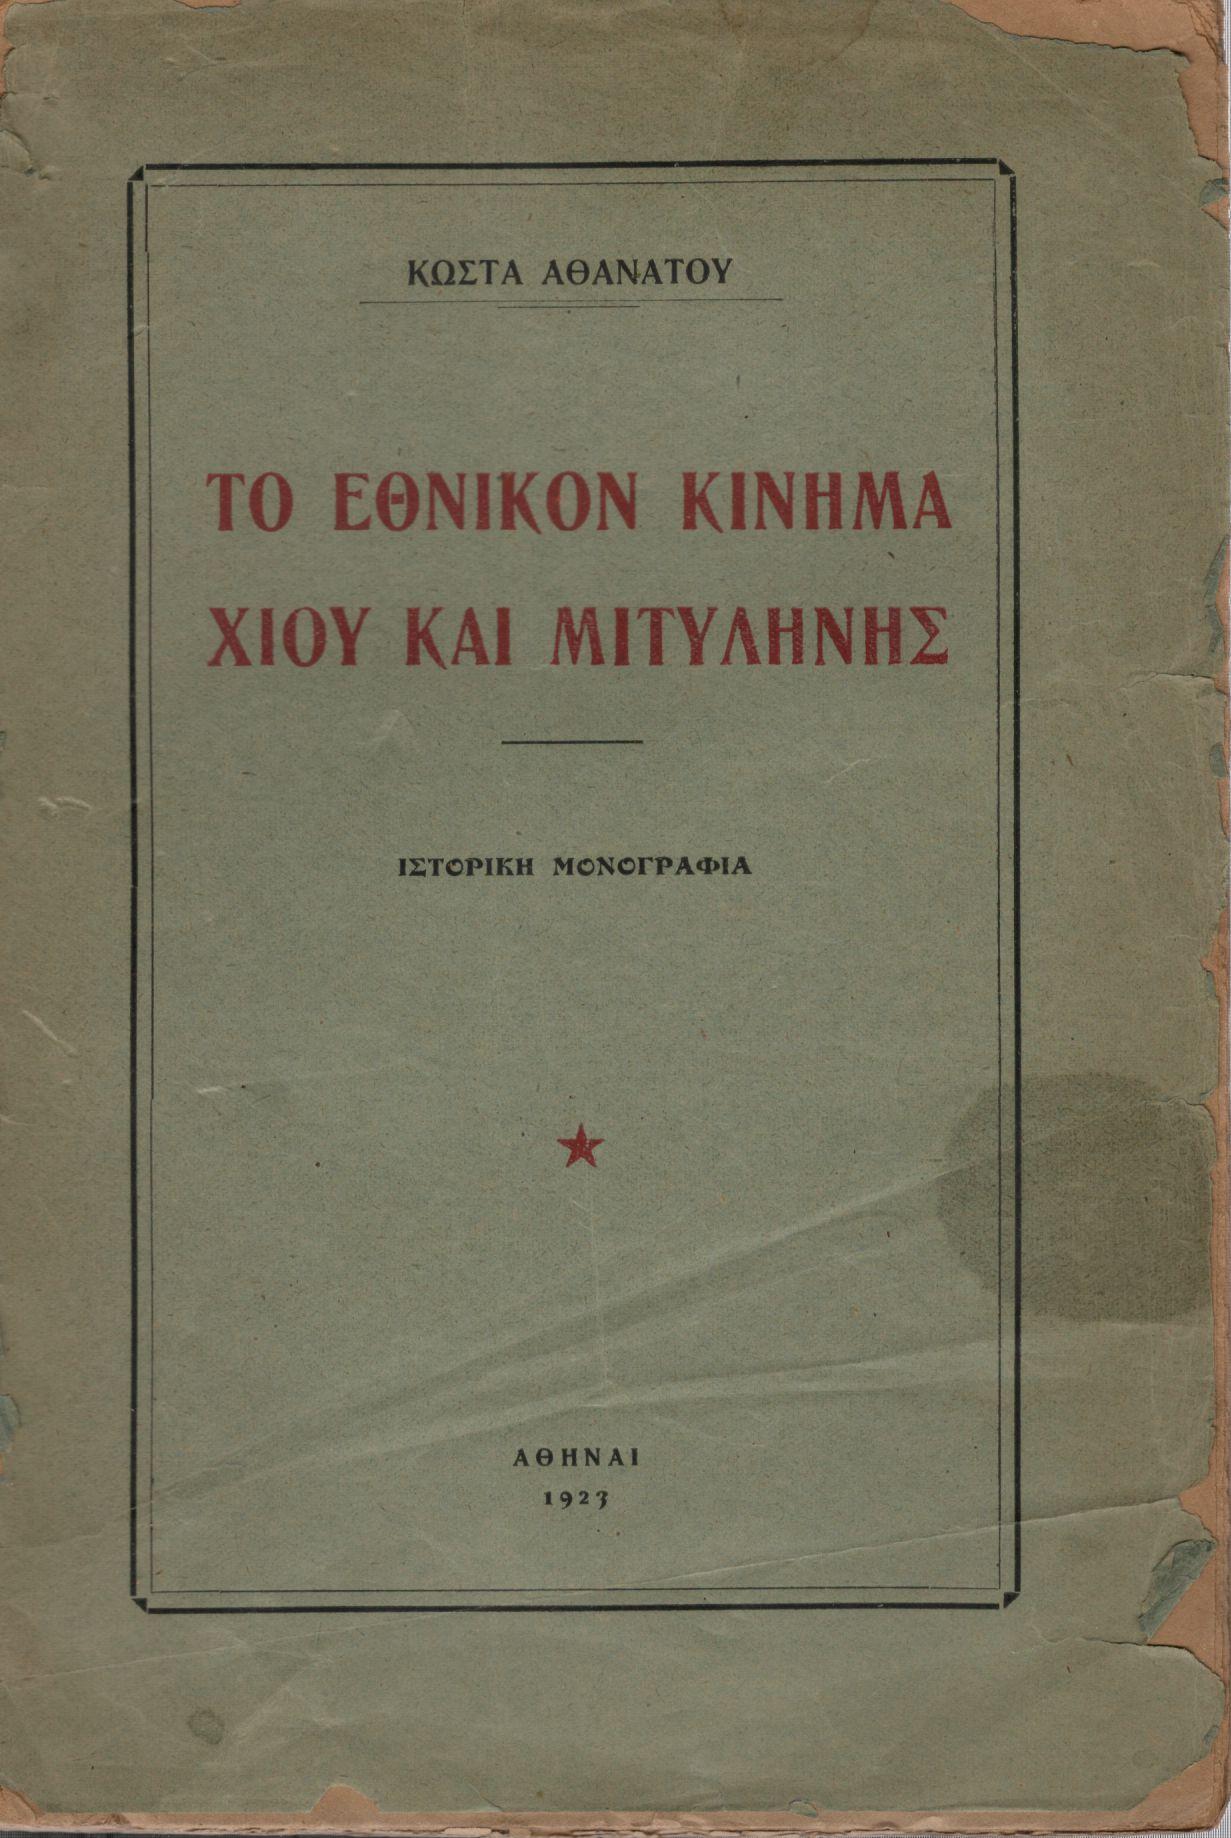 ΚΩΣΤΑ ΑΘΑΝΑΤΟΥ
ΤΟ ΕΘΝΙΚΟΝ ΚΙΝΗΜΑ
ΧΙΟΥ ΚΑΙ ΜΙΤΥΛΗΝΗΣ
ΙΣΤΟΡΙΚΗ ΜΟΝΟΓΡΑΦΙΑ
ΑΘΗΝΑΙ
1923